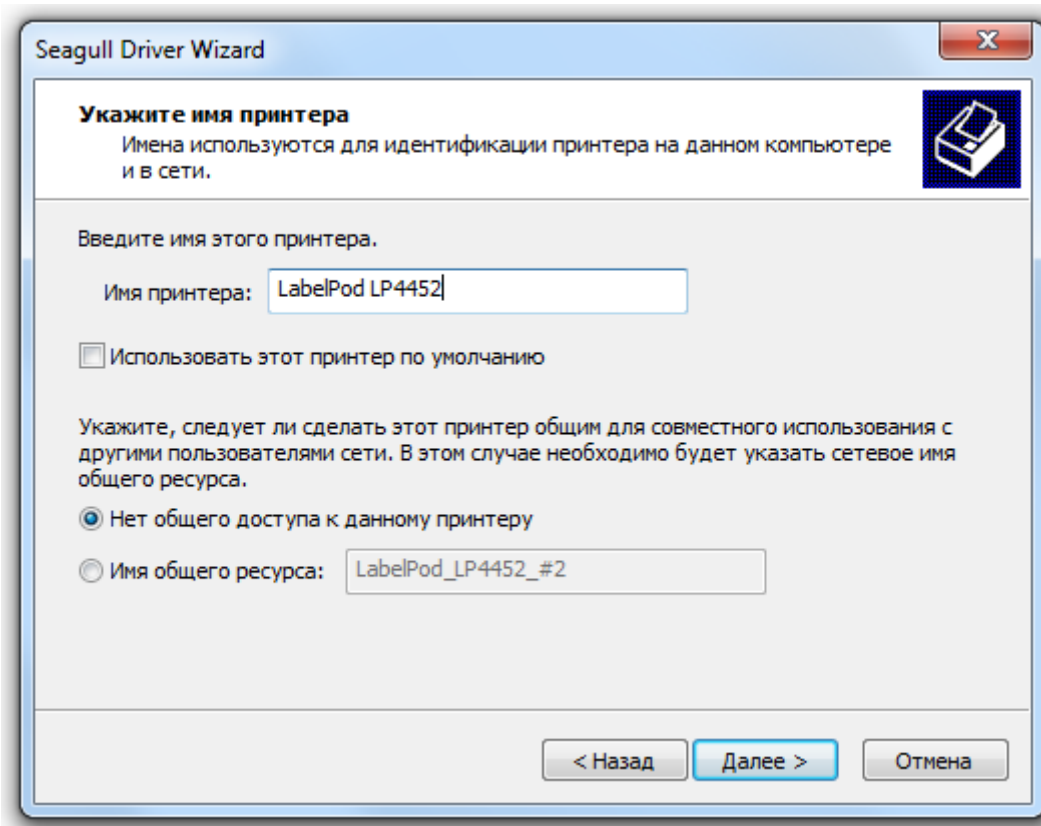 Seagull Driver Wizard
Укажите имя принтера
Имена используются для идентификации принтера на данном компьютере
и в сети.
Введите имя этого принтера.
Имя принтера: LabelPod LP4452
Использовать этот принтер по умолчанию
Укажите, следует ли сделать этот принтер общим для совместного использования с
другими пользователями сети. В этом случае необходимо будет указать сетевое имя
общего ресурса.
Нет общего доступа к данному принтеру
Имя общего ресурса: LabelPod_LP4452_#2
< Назад Далее > Отмена